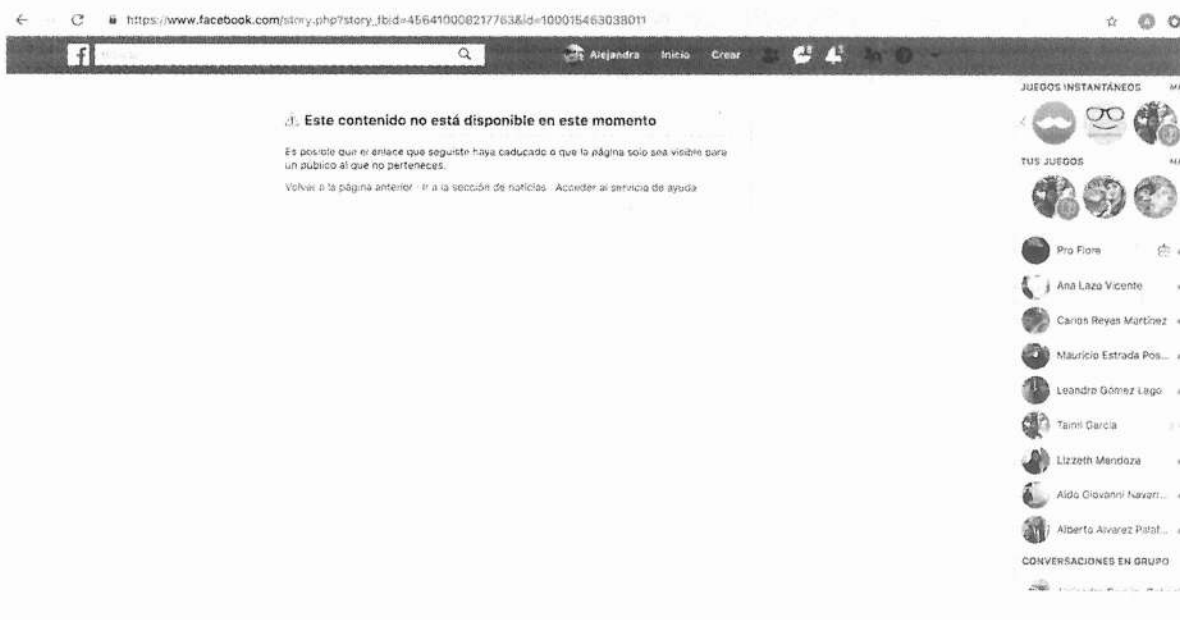 https://www.facebook.com/story.php?story_fbid=456410008217763&id=100015463038011
f
Alejandra Inicio Crear
Este contenido no está disponible en este momento
Es posible que el enlace que seguiste haya caducado o que la página solo sea visible para
un público al que no perteneces.
Volver a la página anterior · Ir a la sección de noticias · Acceder al servicio de ayuda
JUEGOS INSTANTÁNEOS
TUS JUEGOS
Pro Fiore
Ana Lazo Vicente
Carlos Reyes Martínez
Mauricio Estrada Pos...
Leandro Gómez Lago
García
Lizzeth Mendoza
Aldo Giovanni Navarr...
Alberto Alvarez Palaf...
CONVERSACIONES EN GRUPO